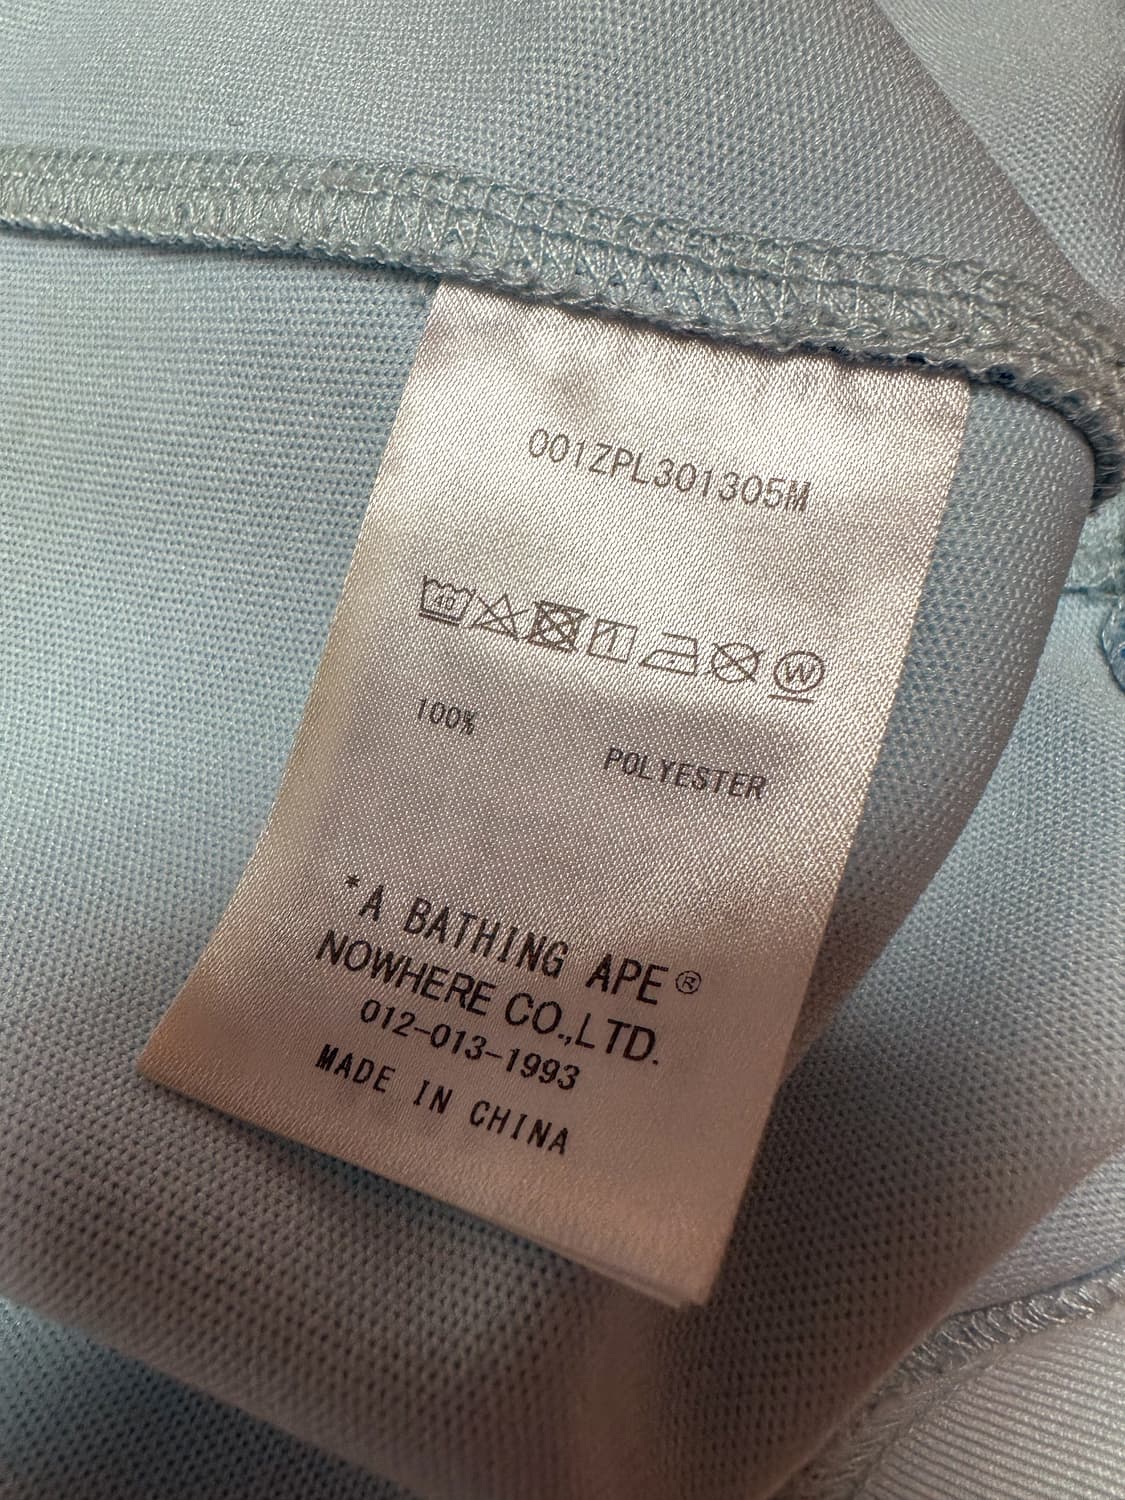 001ZPL301305M
W
100% POLYESTER
*A BATHING APE®
NOWHERE CO.,LTD.
012-013-1993
MADE IN CHINA